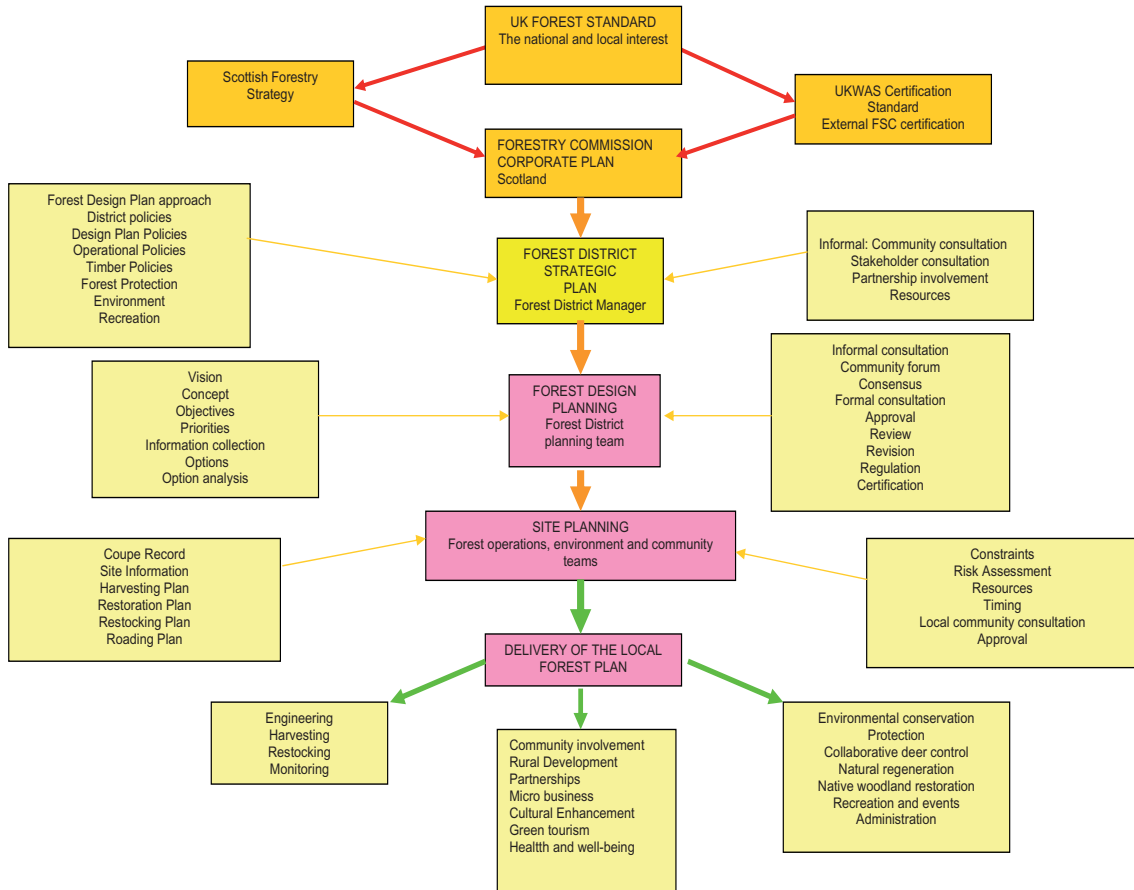 UK FOREST STANDARD
The national and local interest
Scottish Forestry
Strategy
UKWAS Certification
Standard
External FSC certification
FORESTRY COMMISSION
CORPORATE PLAN
Scotland
Forest Design Plan approach
District policies
Design Plan Policies
Operational Policies
Timber Policies
Forest Protection
Environment
Recreation
FOREST DISTRICT
STRATEGIC
PLAN
Forest District Manager
Informal: Community consultation
Stakeholder consultation
Partnership involvement
Resources
Vision
Concept
Objectives
Priorities
Information collection
Options
Option analysis
FOREST DESIGN
PLANNING
Forest District
planning team
Informal consultation
Community forum
Consensus
Formal consultation
Approval
Review
Revision
Regulation
Certification
SITE PLANNING
Forest operations, environment and community
teams
Coupe Record
Site Information
Harvesting Plan
Restoration Plan
Restocking Plan
Roading Plan
Constraints
Risk Assessment
Resources
Timing
Local community consultation
Approval
DELIVERY OF THE LOCAL
FOREST PLAN
Engineering
Harvesting
Restocking
Monitoring
Community involvement
Rural Development
Partnerships
Micro business
Cultural Enhancement
Green tourism
Healtth and well-being
Environmental conservation
Protection
Collaborative deer control
Natural regeneration
Native woodland restoration
Recreation and events
Administration